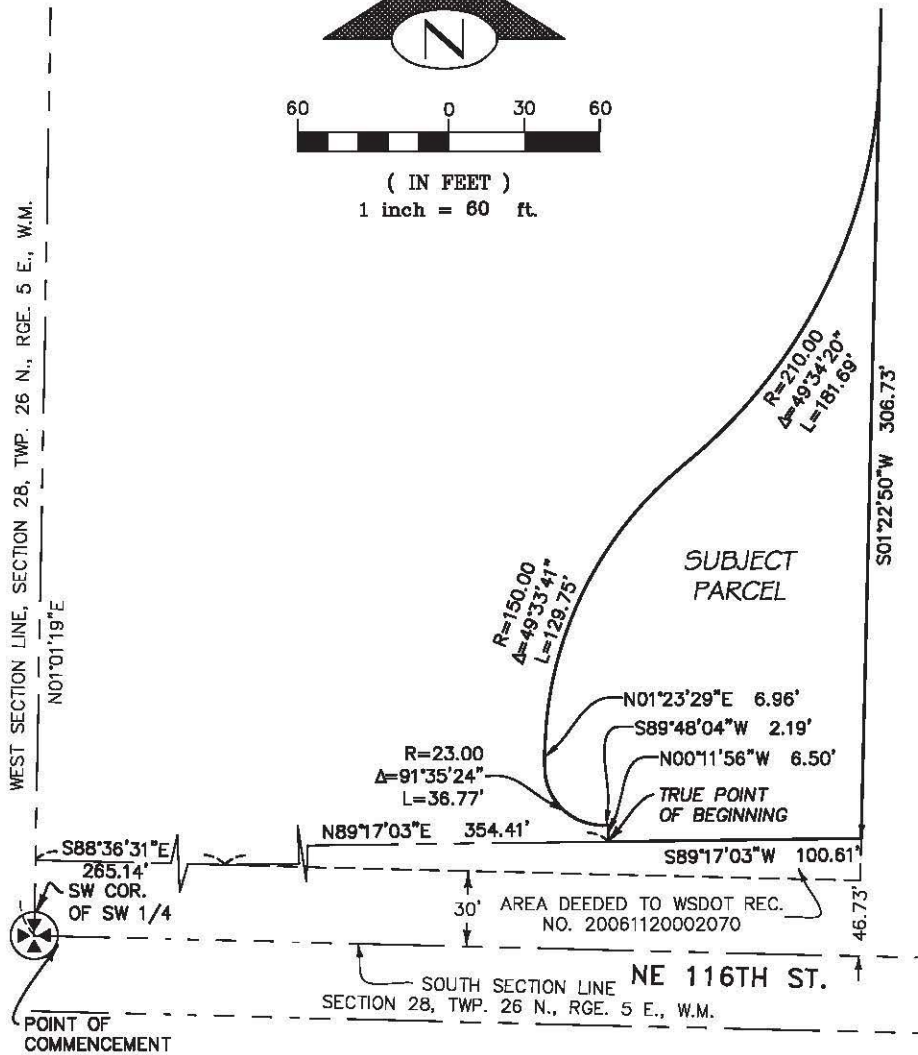 N
60 0 30 60
( IN FEET )
1 inch = 60 ft.
WEST SECTION LINE, SECTION 28, TWP. 26 N., RGE. 5 E., W.M.
N01°01'19"E
R=210.00
Δ=49°34'20"
L=181.69'
S01°22'50"W 306.73'
SUBJECT
PARCEL
R=150.00
Δ=49°33'41"
L=129.75'
N01°23'29"E 6.96'
S89°48'04"W 2.19'
N00°11'56"W 6.50'
TRUE POINT
OF BEGINNING
R=23.00
Δ=91°35'24"
L=36.77'
N89°17'03"E 354.41'
S89°17'03"W 100.61'
S88°36'31"E
265.14'
SW COR.
OF SW 1/4
30'
AREA DEEDED TO WSDOT REC.
NO. 20061120002070
46.73'
SOUTH SECTION LINE
NE 116TH ST.
SECTION 28, TWP. 26 N., RGE. 5 E., W.M.
POINT OF
COMMENCEMENT